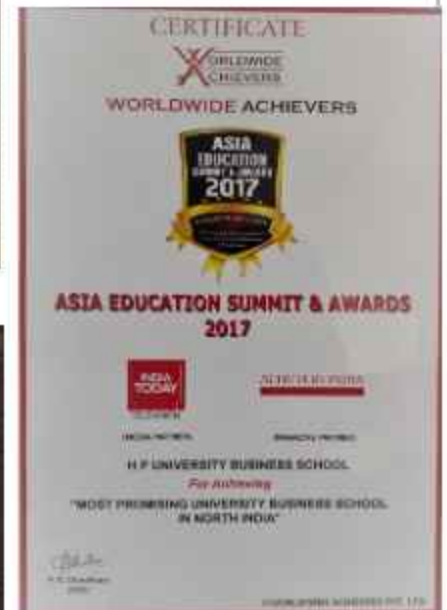 CERTIFICATE
WORLDWIDE
ACHIEVERS
WORLDWIDE ACHIEVERS
ASIA
EDUCATION
SUMMIT & AWARDS
2017
ASIA EDUCATION SUMMIT & AWARDS
2017
INDIA
TODAY
H P UNIVERSITY BUSINESS SCHOOL
For Achieving
"MOST PROMISING UNIVERSITY BUSINESS SCHOOL
IN NORTH INDIA"